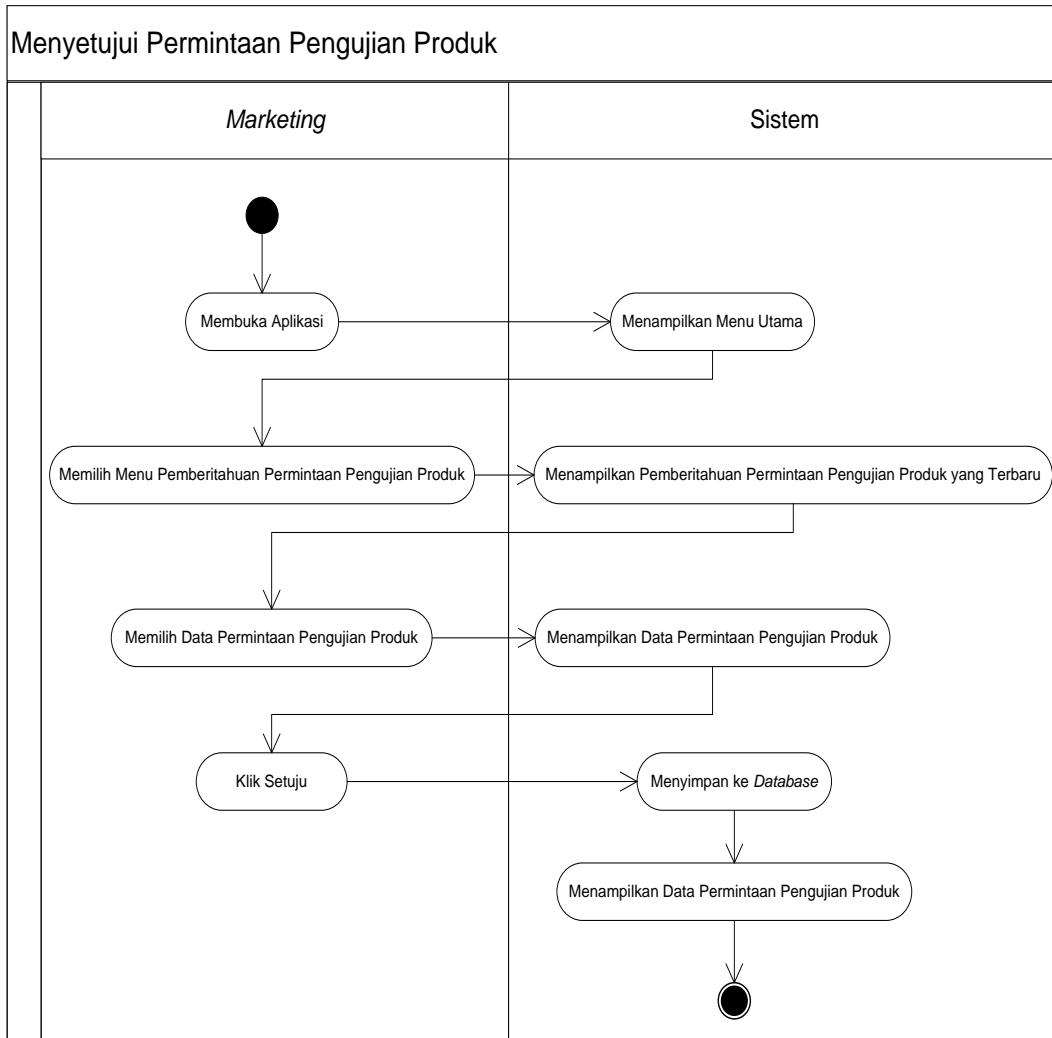 Menyetujui Permintaan Pengujian Produk
Marketing
Sistem
Membuka Aplikasi
Menampilkan Menu Utama
Memilih Menu Pemberitahuan Permintaan Pengujian Produk
Menampilkan Pemberitahuan Permintaan Pengujian Produk yang Terbaru
Memilih Data Permintaan Pengujian Produk
Menampilkan Data Permintaan Pengujian Produk
Klik Setuju
Menyimpan ke Database
Menampilkan Data Permintaan Pengujian Produk